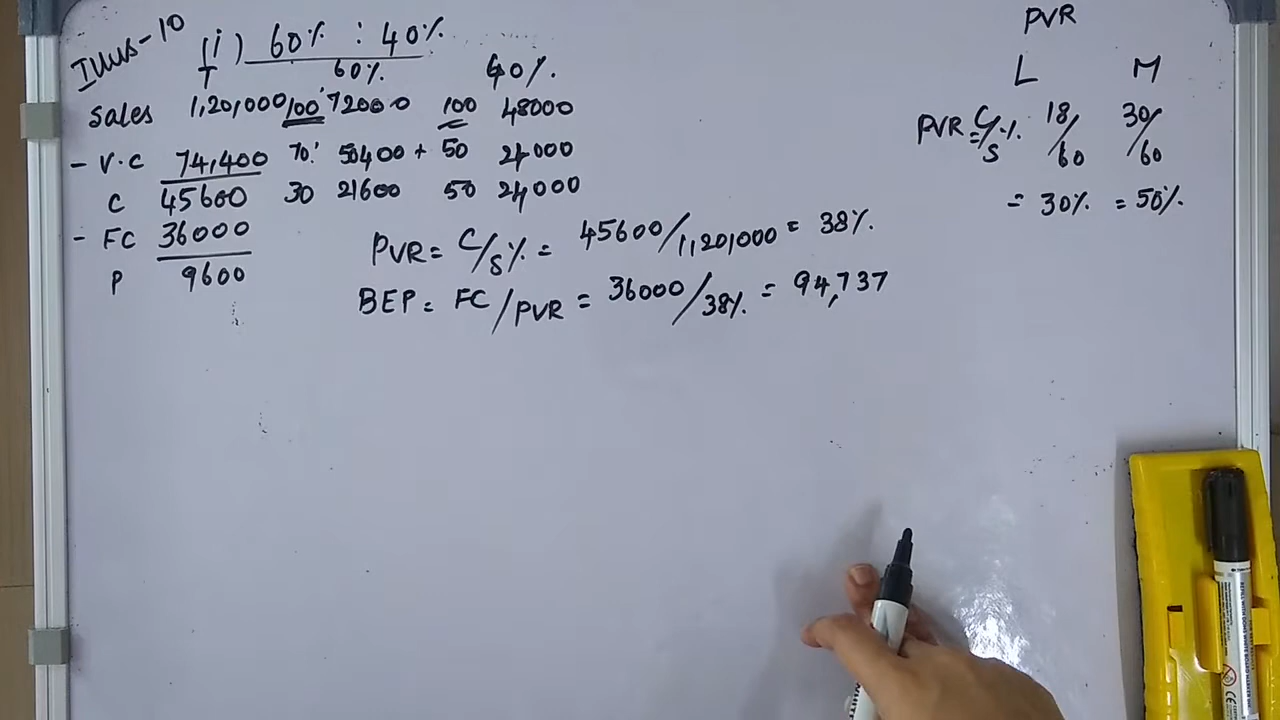 Illus-10 (i) 60% : 40%
T 60% 40%.
Sales 1,20,000 100 72000 100 48000
- V.C 74,400 70 50400 + 50 24000
C 45600 30 21600 50 24000
- FC 36000
P 9600
PVR = C/S % = 45600/1,20,000 = 38%.
BEP = FC/PVR = 36000/38% = 94,737
PVR
L M
PVR = C/S % 18/60 30/60
= 30% = 50%